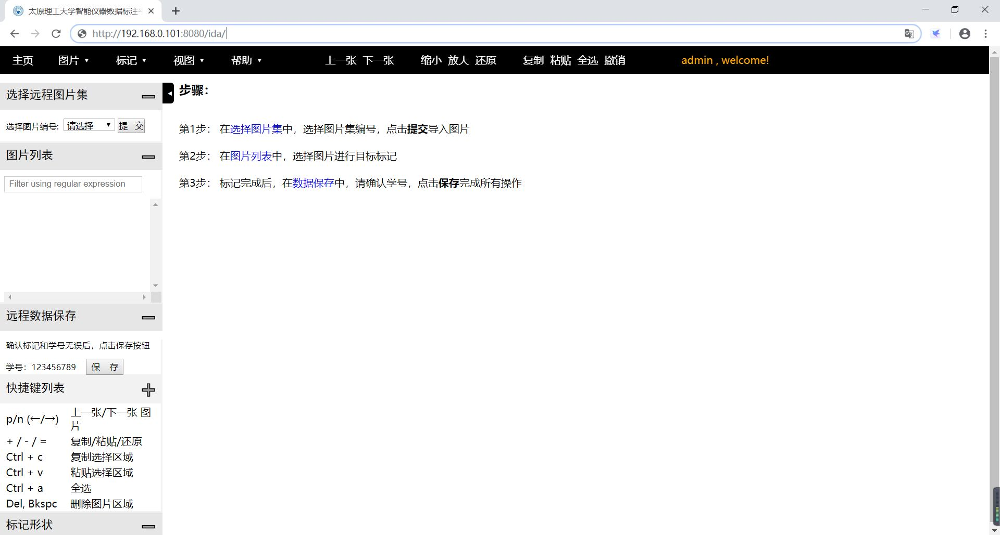 太原理工大学智能仪器数据标注
http://192.168.0.101:8080/ida/
主页 图片 ▼ 标记 ▼ 视图 ▼ 帮助 ▼ 上一张 下一张 缩小 放大 还原 复制 粘贴 全选 撤销 admin , welcome!
选择远程图片集
选择图片编号: 请选择 提 交
图片列表
Filter using regular expression
远程数据保存
确认标记和学号无误后，点击保存按钮
学号：123456789 保 存
快捷键列表
p/n (←/→) 上一张/下一张 图
片
+ / - / = 复制/粘贴/还原
Ctrl + c 复制选择区域
Ctrl + v 粘贴选择区域
Ctrl + a 全选
Del, Bkspc 删除图片区域
标记形状
步骤：
第1步： 在选择图片集中，选择图片集编号，点击提交导入图片
第2步： 在图片列表中，选择图片进行目标标记
第3步： 标记完成后，在数据保存中，请确认学号，点击保存完成所有操作